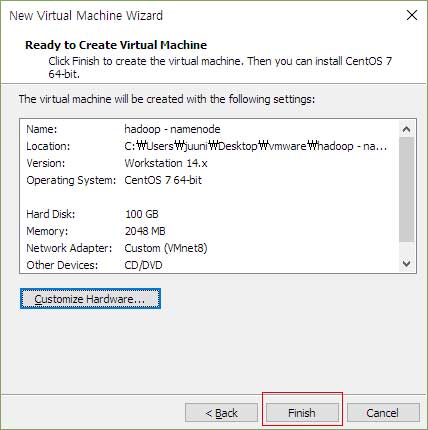 New Virtual Machine Wizard
Ready to Create Virtual Machine
Click Finish to create the virtual machine. Then you can install CentOS 7
64-bit.
The virtual machine will be created with the following settings:
Name: hadoop - namenode
Location: C:₩Users₩juuni₩Desktop₩vmware₩hadoop - na...
Version: Workstation 14.x
Operating System: CentOS 7 64-bit
Hard Disk: 100 GB
Memory: 2048 MB
Network Adapter: Custom (VMnet8)
Other Devices: CD/DVD
Customize Hardware...
< Back Finish Cancel